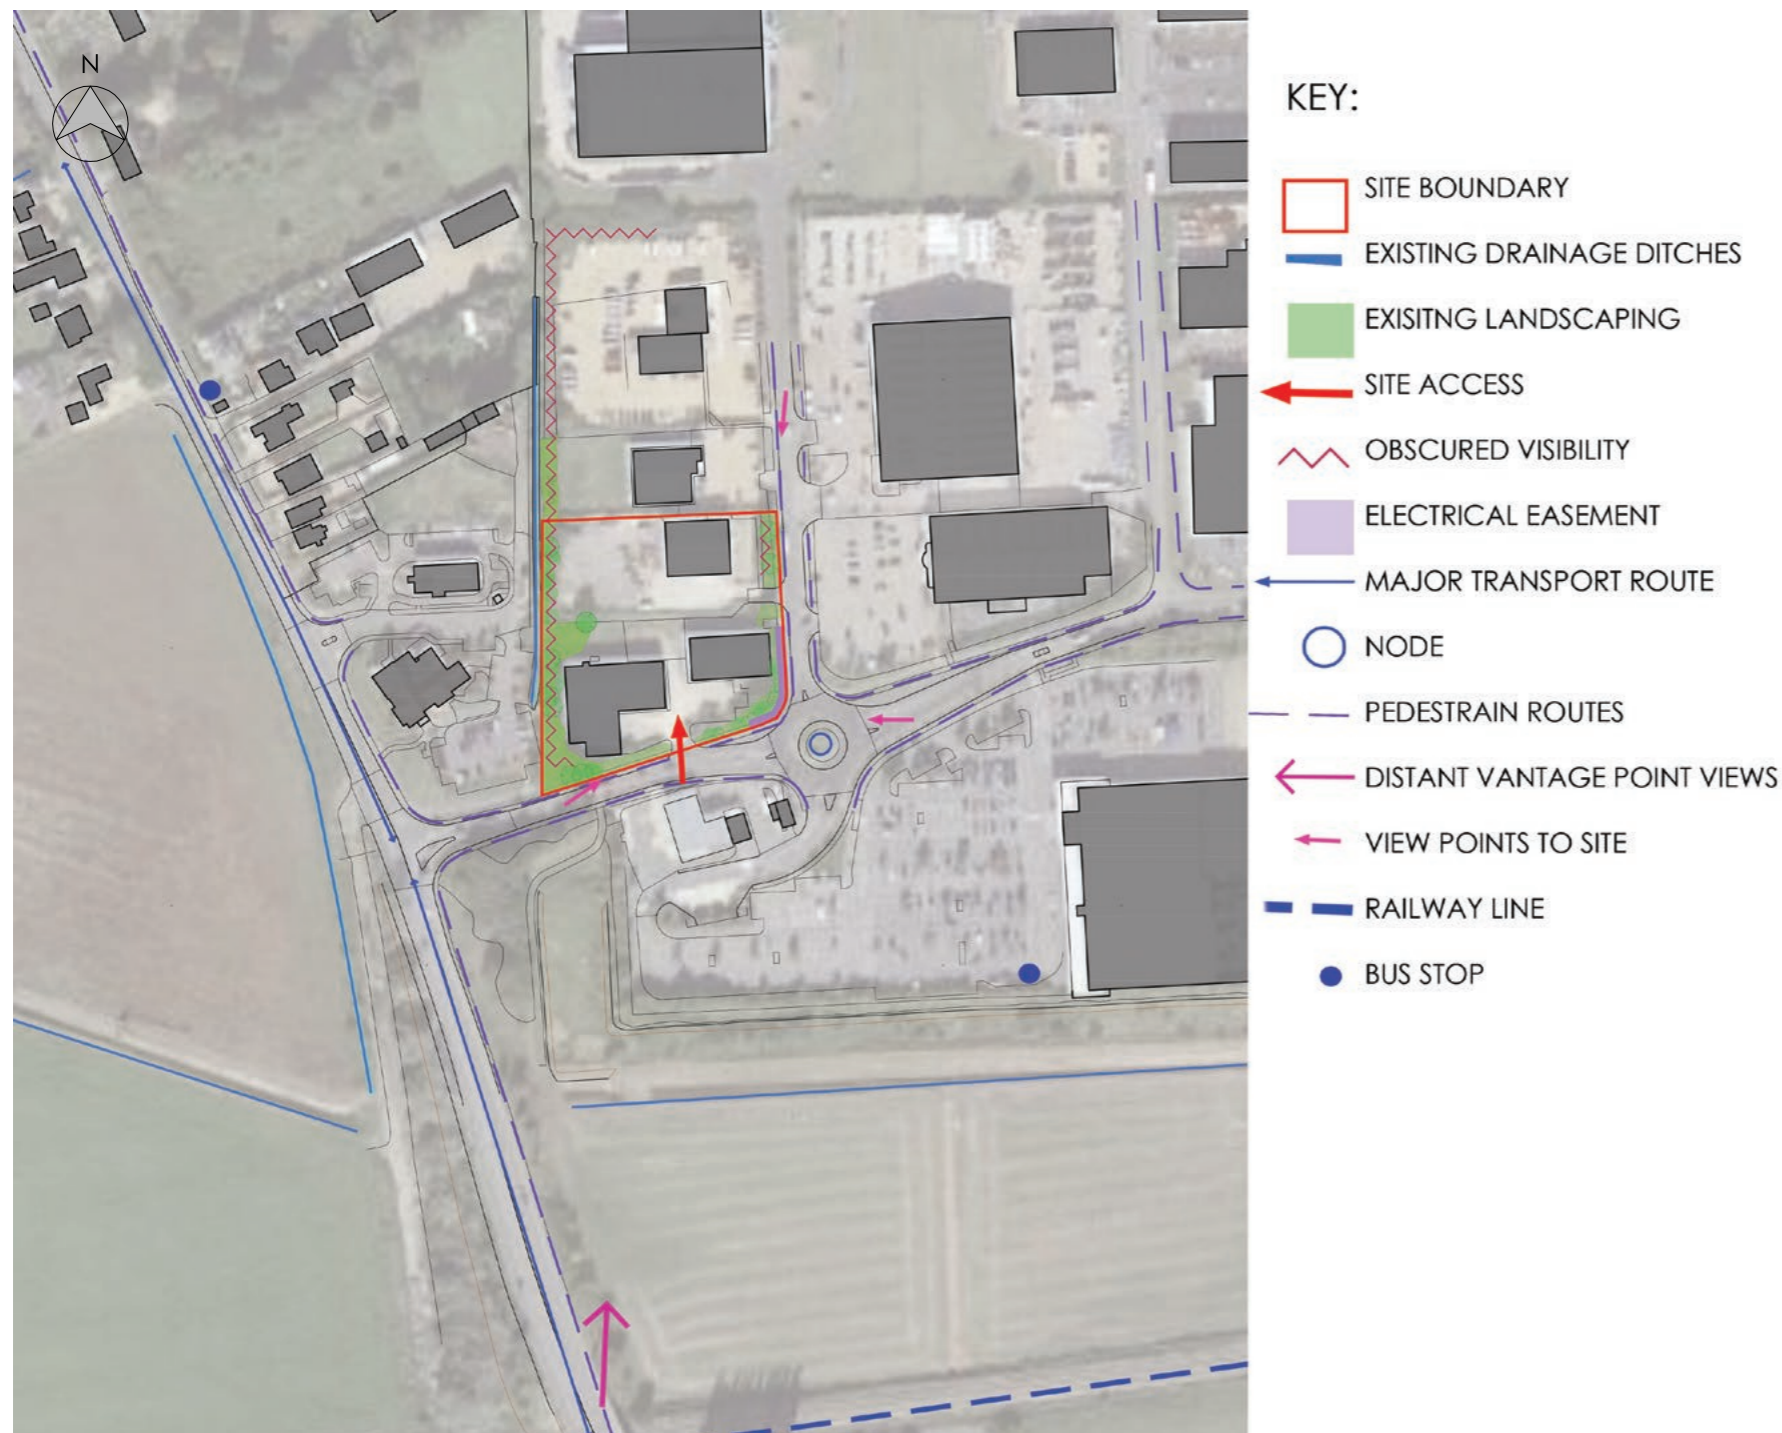 N
KEY:
SITE BOUNDARY
EXISTING DRAINAGE DITCHES
EXISITNG LANDSCAPING
SITE ACCESS
OBSCURED VISIBILITY
ELECTRICAL EASEMENT
MAJOR TRANSPORT ROUTE
NODE
PEDESTRAIN ROUTES
DISTANT VANTAGE POINT VIEWS
VIEW POINTS TO SITE
RAILWAY LINE
BUS STOP